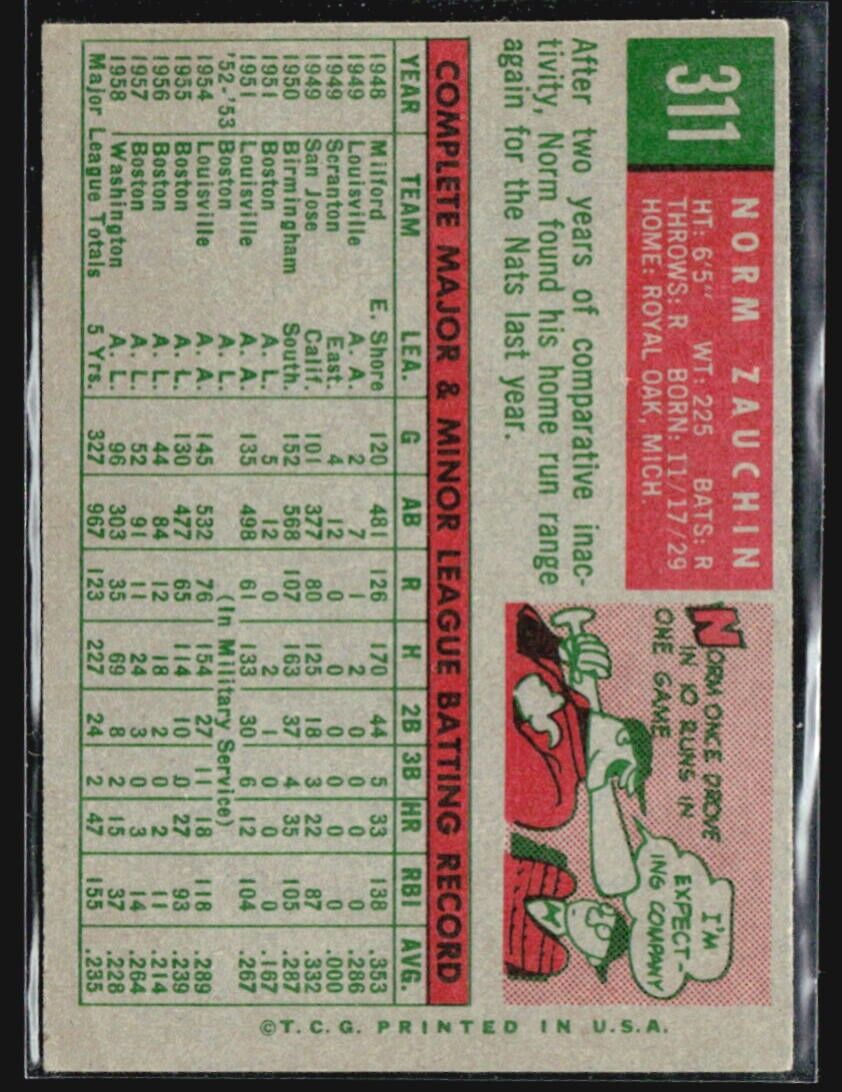 311
NORM ZAUCHIN
HT: 6'5" WT: 225 BATS: R
THROWS: R BORN: 11/17/29
HOME: ROYAL OAK, MICH.
After two years of comparative inac-
tivity, Norm found his home run range
again for the Nats last year.
NORM ONCE DROVE
IN 10 RUNS IN
ONE GAME
I'M
EXPECT-
ING COMPANY
COMPLETE MAJOR & MINOR LEAGUE BATTING RECORD
YEAR TEAM LEA. G AB R H 2B 3B HR RBI AVG.
1948 Milford E. Shore 120 481 126 170 44 5 33 138 .353
1949 Louisville A. A. 2 7 1 2 0 0 0 0 .286
1949 Scranton East. 4 12 0 0 0 0 0 0 .000
1949 San Jose Calif. 101 377 80 125 18 3 22 87 .332
1950 Birmingham South. 152 568 107 163 37 4 35 105 .287
1951 Boston A. L. 5 12 0 2 1 0 0 0 .167
1951 Louisville A. A. 135 498 61 133 30 6 12 104 .267
'52-'53 Boston A. L. (In Military Service)
1954 Louisville A. A. 145 532 76 154 27 11 18 118 .289
1955 Boston A. L. 130 477 65 114 10 0 27 93 .239
1956 Boston A. L. 44 84 12 18 2 0 2 11 .214
1957 Boston A. L. 52 91 11 24 3 0 3 14 .264
1958 Washington A. L. 96 303 35 69 8 2 15 37 .228
Major League Totals 5 Yrs. 327 967 123 227 24 2 47 155 .235
©T.C.G. PRINTED IN U.S.A.